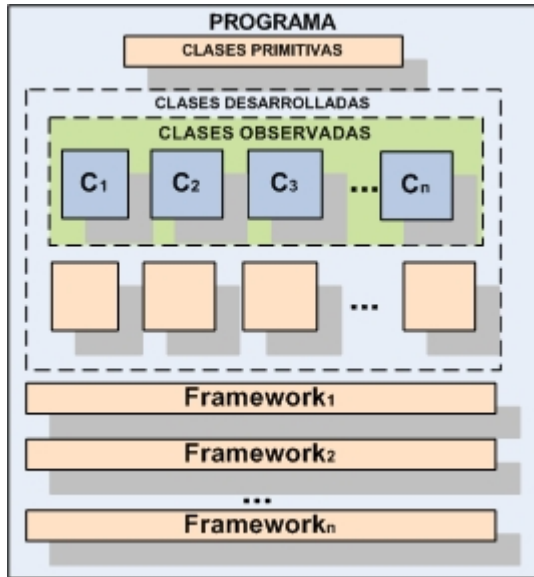 PROGRAMA
CLASES PRIMITIVAS
CLASES DESARROLLADAS
CLASES OBSERVADAS
C1 C2 C3 ... Cn
...
Framework1
Framework2
...
Frameworkn